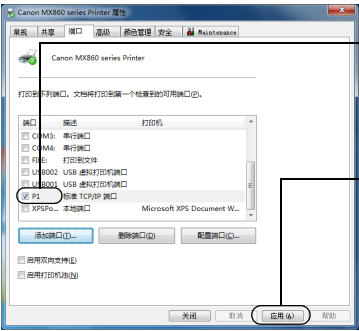 Canon MX860 series Printer 属性
常规 共享 端口 高级 颜色管理 安全 Maintenance
Canon MX860 series Printer
打印到下列端口。文档将打印到第一个检查到的可用端口(P)。
端口 描述 打印机
COM3: 串行端口
COM4: 串行端口
FILE: 打印到文件
USB002 USB 虚拟打印机端口
USB001 USB 虚拟打印机端口
P1 标准 TCP/IP 端口
XPSPo... 本地端口 Microsoft XPS Document W...
添加端口(T)... 删除端口(D) 配置端口(C)...
启用双向支持(E)
启用打印机池(N)
关闭 取消 应用(A) 帮助